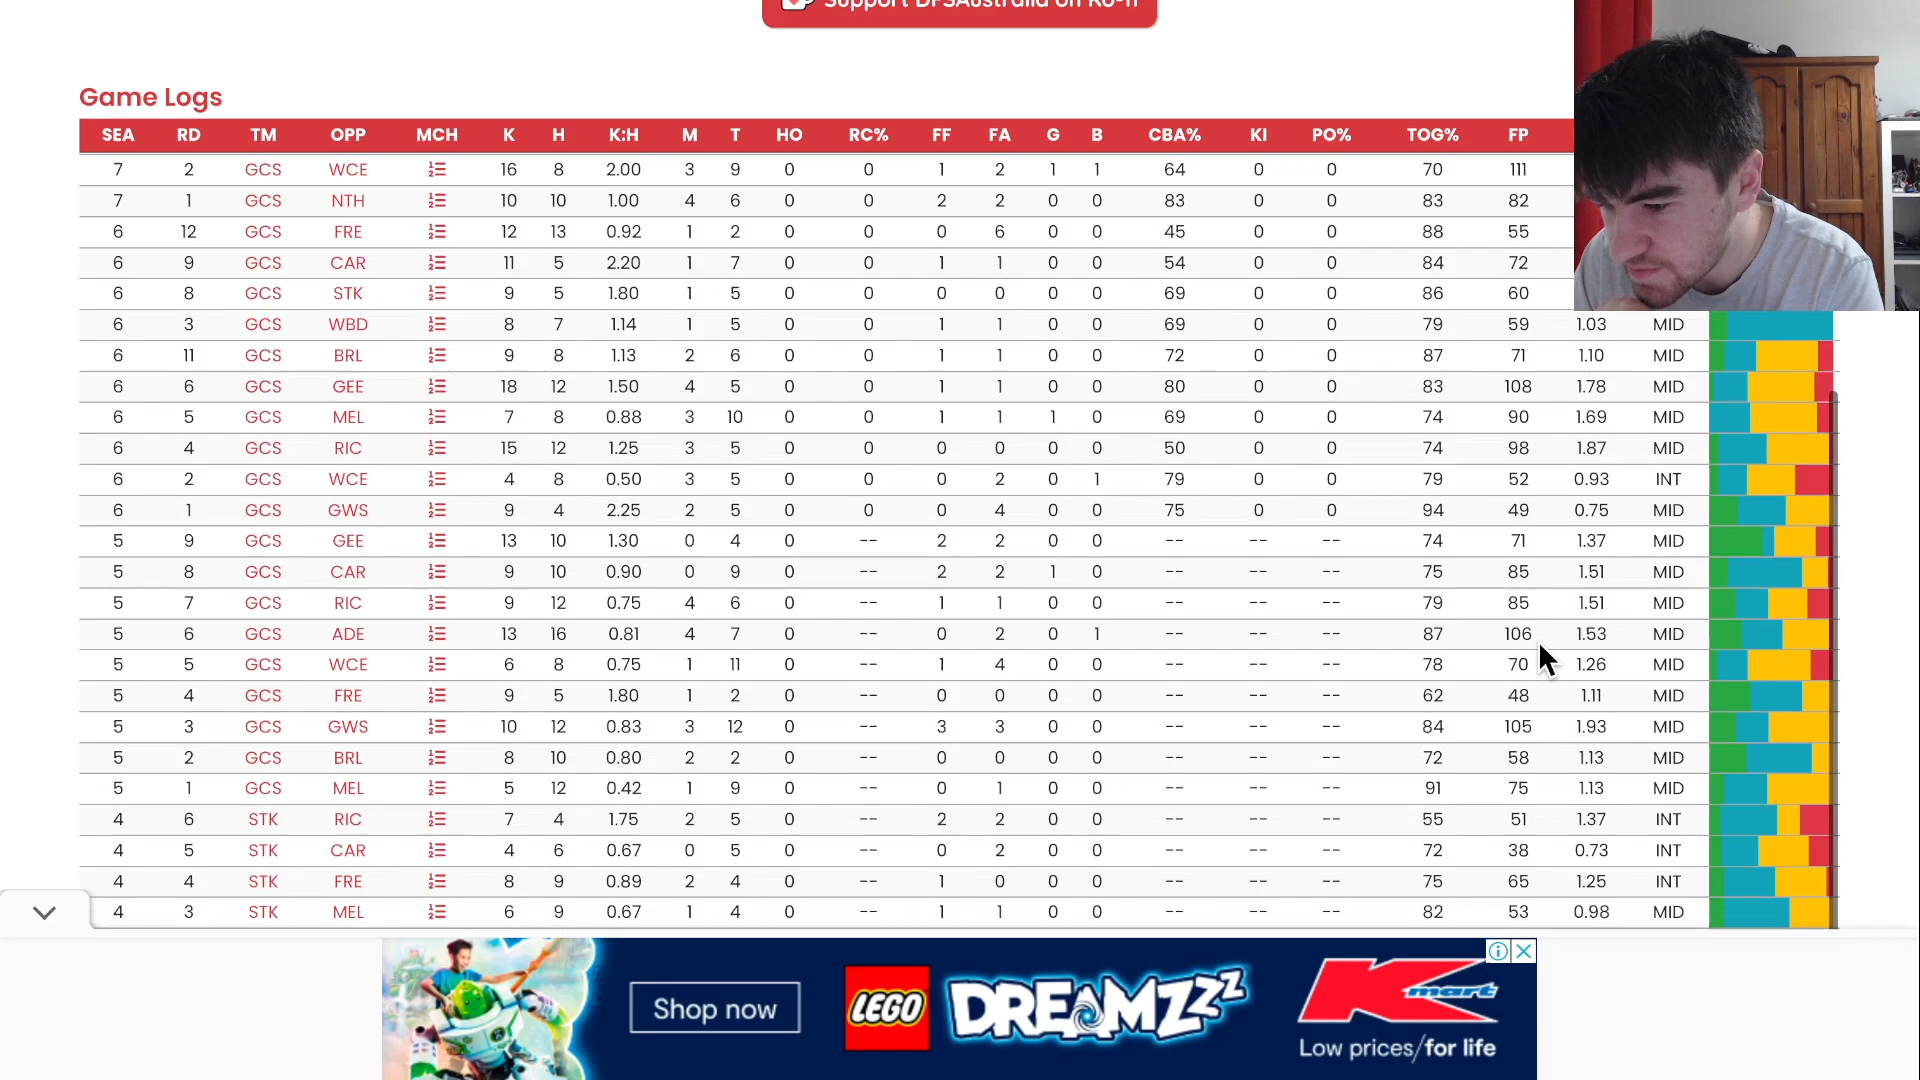 Support DFSAustralia on Ko-fi
Game Logs
SEA RD TM OPP MCH K H K:H M T HO RC% FF FA G B CBA% KI PO% TOG% FP
7 2 GCS WCE 16 8 2.00 3 9 0 0 1 2 1 1 64 0 0 70 111
7 1 GCS NTH 10 10 1.00 4 6 0 0 2 2 0 0 83 0 0 83 82
6 12 GCS FRE 12 13 0.92 1 2 0 0 0 6 0 0 45 0 0 88 55
6 9 GCS CAR 11 5 2.20 1 7 0 0 1 1 0 0 54 0 0 84 72
6 8 GCS STK 9 5 1.80 1 5 0 0 0 0 0 0 69 0 0 86 60
6 3 GCS WBD 8 7 1.14 1 5 0 0 1 1 0 0 69 0 0 79 59 1.03 MID
6 11 GCS BRL 9 8 1.13 2 6 0 0 1 1 0 0 72 0 0 87 71 1.10 MID
6 6 GCS GEE 18 12 1.50 4 5 0 0 1 1 0 0 80 0 0 83 108 1.78 MID
6 5 GCS MEL 7 8 0.88 3 10 0 0 1 1 1 0 69 0 0 74 90 1.69 MID
6 4 GCS RIC 15 12 1.25 3 5 0 0 0 0 0 0 50 0 0 74 98 1.87 MID
6 2 GCS WCE 4 8 0.50 3 5 0 0 0 2 0 1 79 0 0 79 52 0.93 INT
6 1 GCS GWS 9 4 2.25 2 5 0 0 0 4 0 0 75 0 0 94 49 0.75 MID
5 9 GCS GEE 13 10 1.30 0 4 0 -- 2 2 0 0 -- -- -- 74 71 1.37 MID
5 8 GCS CAR 9 10 0.90 0 9 0 -- 2 2 1 0 -- -- -- 75 85 1.51 MID
5 7 GCS RIC 9 12 0.75 4 6 0 -- 1 1 0 0 -- -- -- 79 85 1.51 MID
5 6 GCS ADE 13 16 0.81 4 7 0 -- 0 2 0 1 -- -- -- 87 106 1.53 MID
5 5 GCS WCE 6 8 0.75 1 11 0 -- 1 4 0 0 -- -- -- 78 70 1.26 MID
5 4 GCS FRE 9 5 1.80 1 2 0 -- 0 0 0 0 -- -- -- 62 48 1.11 MID
5 3 GCS GWS 10 12 0.83 3 12 0 -- 3 3 0 0 -- -- -- 84 105 1.93 MID
5 2 GCS BRL 8 10 0.80 2 2 0 -- 0 0 0 0 -- -- -- 72 58 1.13 MID
5 1 GCS MEL 5 12 0.42 1 9 0 -- 0 1 0 0 -- -- -- 91 75 1.13 MID
4 6 STK RIC 7 4 1.75 2 5 0 -- 2 2 0 0 -- -- -- 55 51 1.37 INT
4 5 STK CAR 4 6 0.67 0 5 0 -- 0 2 0 0 -- -- -- 72 38 0.73 INT
4 4 STK FRE 8 9 0.89 2 4 0 -- 1 0 0 0 -- -- -- 75 65 1.25 INT
4 3 STK MEL 6 9 0.67 1 4 0 -- 1 1 0 0 -- -- -- 82 53 0.98 MID
Shop now
LEGO
DREAMZzz
Kmart
Low prices/for life